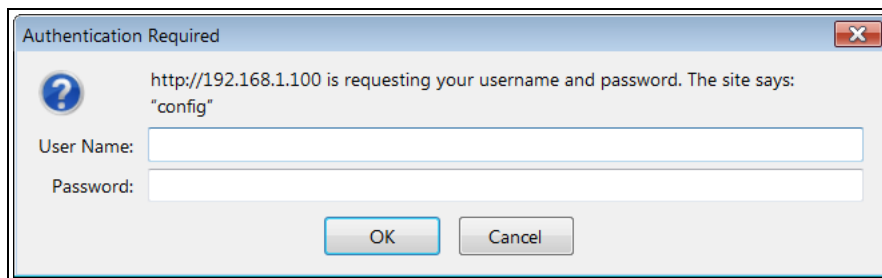 Authentication Required
http://192.168.1.100 is requesting your username and password. The site says:
“config”
User Name:
Password:
OK Cancel